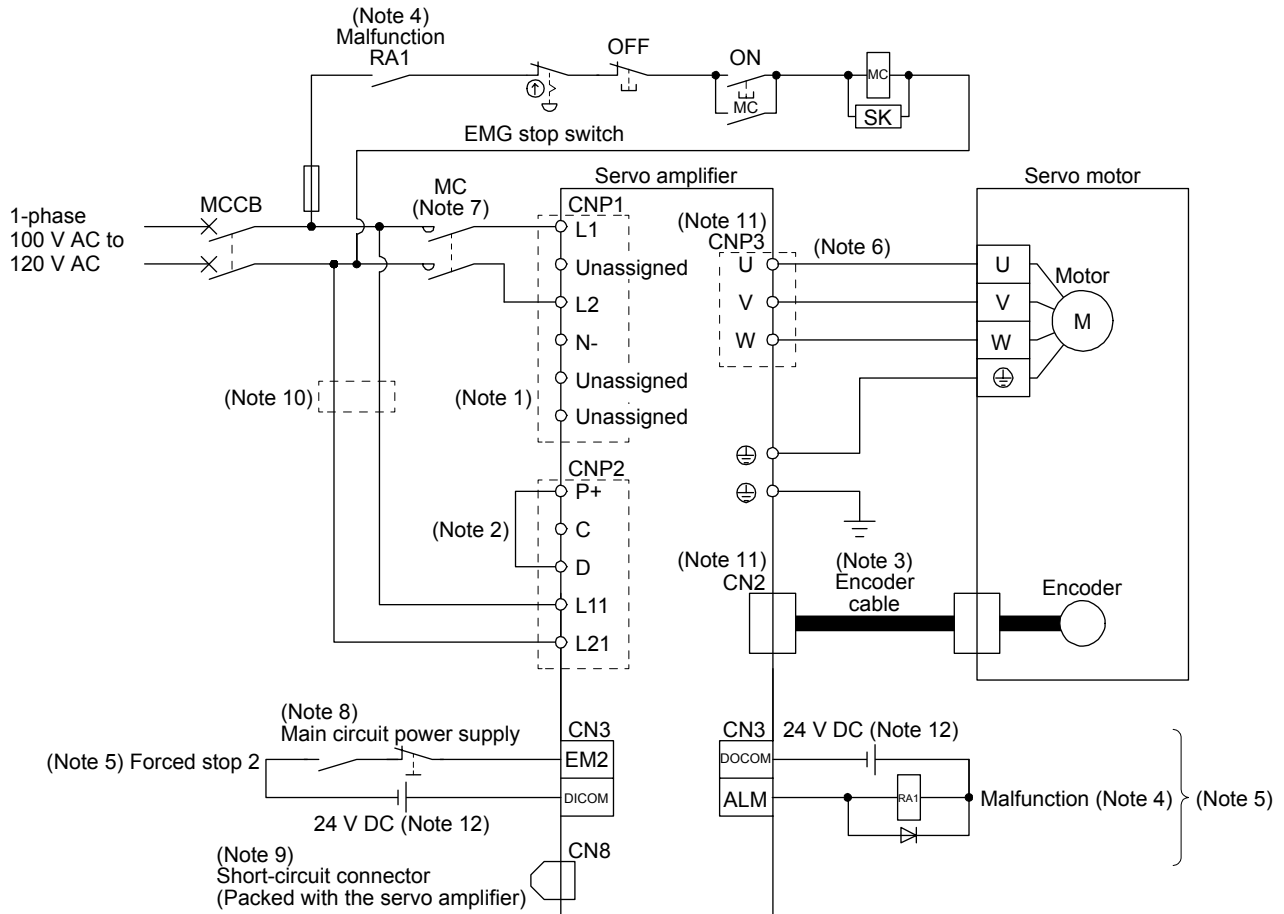 (Note 4)
Malfunction
RA1
OFF
ON
MC
MC
SK
EMG stop switch
Servo amplifier
Servo motor
MCCB
MC
(Note 7)
CNP1
1-phase
100 V AC to
120 V AC
L1
Unassigned
L2
N-
Unassigned
Unassigned
(Note 11)
CNP3
(Note 6)
U
V
W
U
V
W
Motor
M
(Note 10)
(Note 1)
CNP2
P+
C
D
L11
L21
(Note 2)
(Note 11)
CN2
(Note 3)
Encoder
cable
Encoder
(Note 8)
Main circuit power supply
CN3
(Note 5) Forced stop 2
EM2
DICOM
24 V DC (Note 12)
CN3
24 V DC (Note 12)
DOCOM
ALM
RA1
Malfunction (Note 4)
(Note 5)
(Note 9)
Short-circuit connector
(Packed with the servo amplifier)
CN8